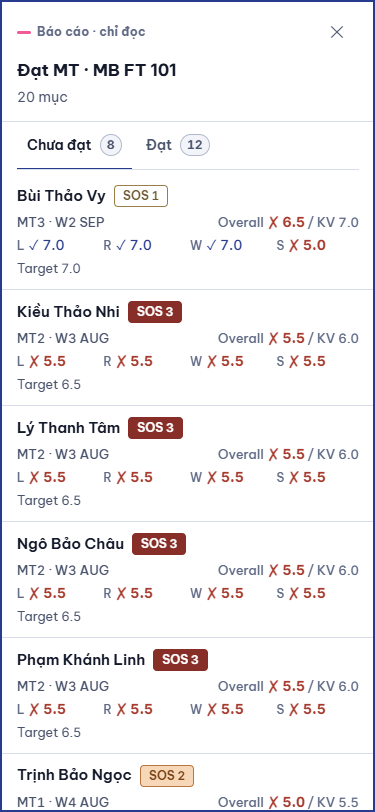 Báo cáo · chỉ đọc
Đạt MT · MB FT 101
20 mục
Chưa đạt 8 Đạt 12
Bùi Thảo Vy SOS 1
MT3 · W2 SEP Overall ✗ 6.5 / KV 7.0
L ✓ 7.0 R ✓ 7.0 W ✓ 7.0 S ✗ 5.0
Target 7.0
Kiều Thảo Nhi SOS 3
MT2 · W3 AUG Overall ✗ 5.5 / KV 6.0
L ✗ 5.5 R ✗ 5.5 W ✗ 5.5 S ✗ 5.5
Target 6.5
Lý Thanh Tâm SOS 3
MT2 · W3 AUG Overall ✗ 5.5 / KV 6.0
L ✗ 5.5 R ✗ 5.5 W ✗ 5.5 S ✗ 5.5
Target 6.5
Ngô Bảo Châu SOS 3
MT2 · W3 AUG Overall ✗ 5.5 / KV 6.0
L ✗ 5.5 R ✗ 5.5 W ✗ 5.5 S ✗ 5.5
Target 6.5
Phạm Khánh Linh SOS 3
MT2 · W3 AUG Overall ✗ 5.5 / KV 6.0
L ✗ 5.5 R ✗ 5.5 W ✗ 5.5 S ✗ 5.5
Target 6.5
Trịnh Bảo Ngọc SOS 2
MT1 · W4 AUG Overall ✗ 5.0 / KV 5.5